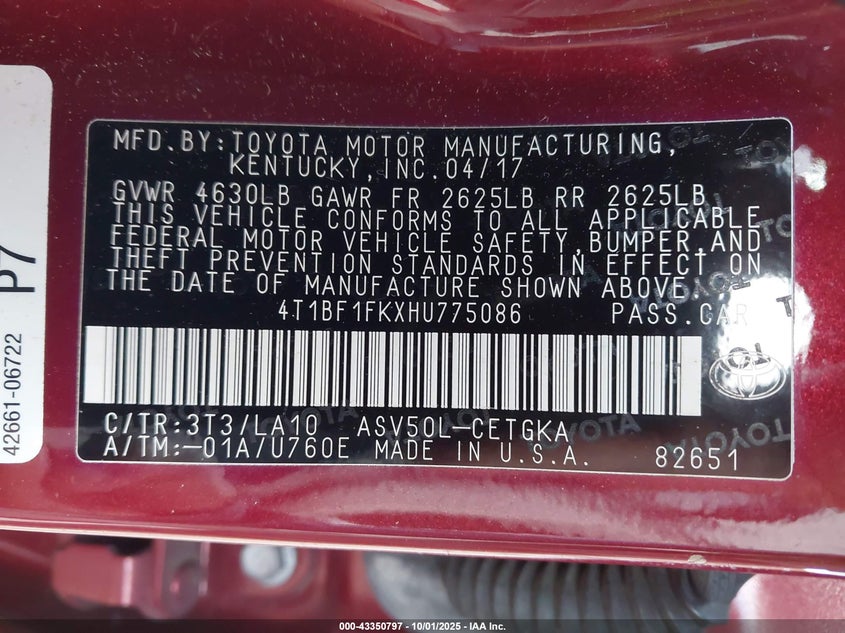 MFD.BY:TOYOTA MOTOR MANUFACTURING,
KENTUCKY,INC.04/17
GVWR 4630LB GAWR FR 2625LB RR 2625LB
THIS VEHICLE CONFORMS TO ALL APPLICABLE
FEDERAL MOTOR VEHICLE SAFETY,BUMPER,AND
THEFT PREVENTION STANDARDS IN EFFECT ON
THE DATE OF MANUFACTURE SHOWN ABOVE.
4T1BF1FKXHU775086 PASS.CAR
C/TR:3T3/LA10 ASV50L-CETGKA
A/TM:-01A/U760E MADE IN U.S.A. 82651
TOYOTA
P7
42661-06722
000-43350797 - 10/01/2025 - IAA Inc.